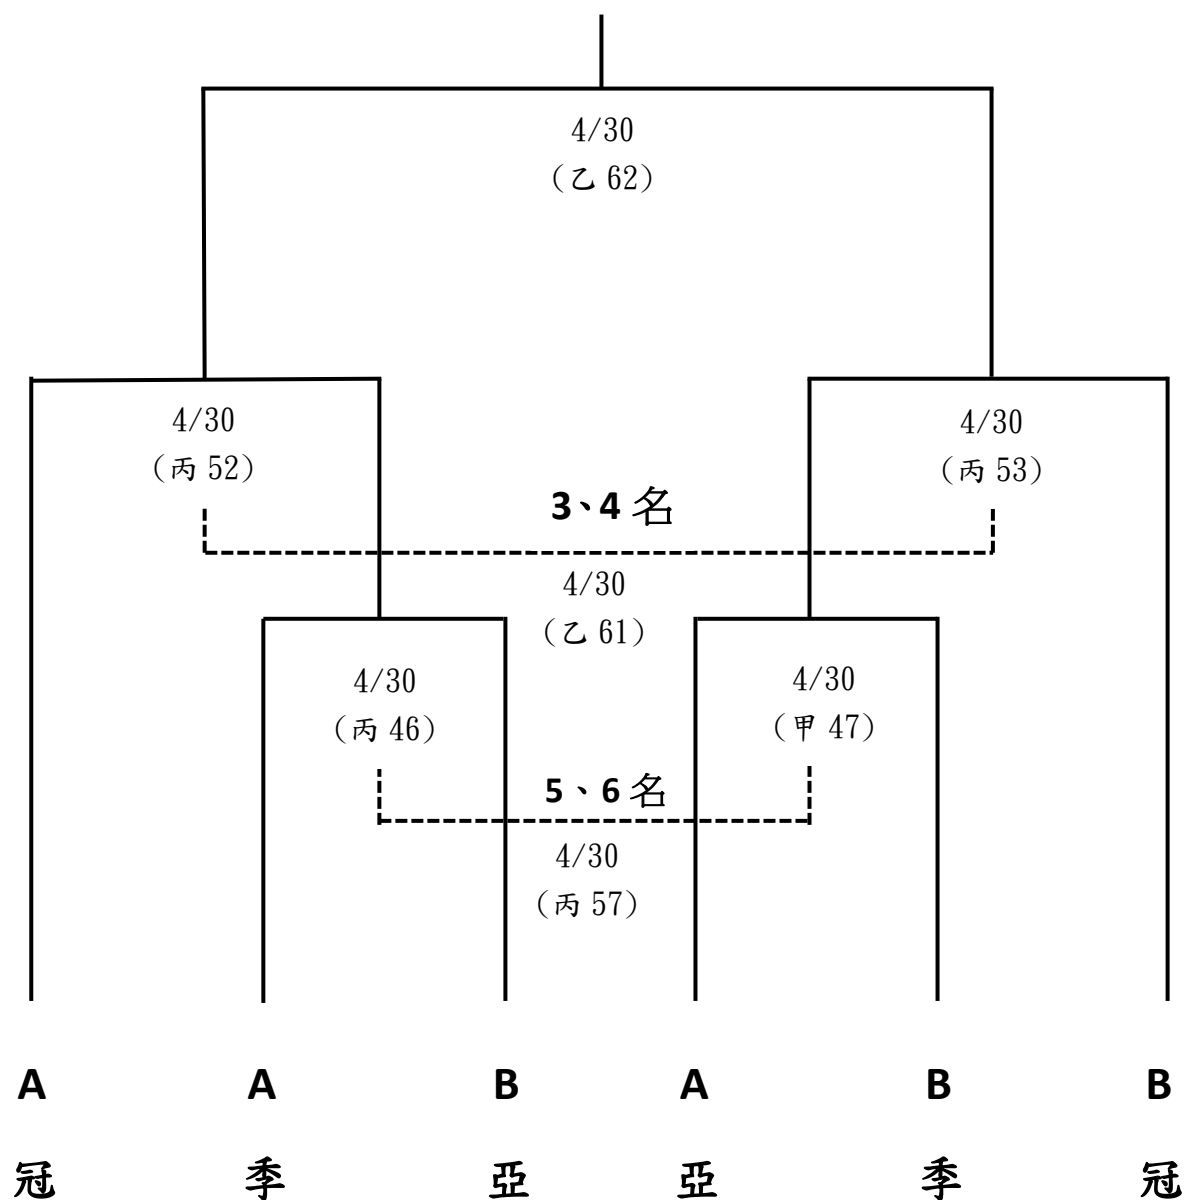 4/30
(乙 62)
4/30
(丙 52)
4/30
(丙 53)
3、4 名
4/30
(乙 61)
4/30
(丙 46)
4/30
(甲 47)
5、6 名
4/30
(丙 57)
A A B A B B
冠 季 亞 亞 季 冠